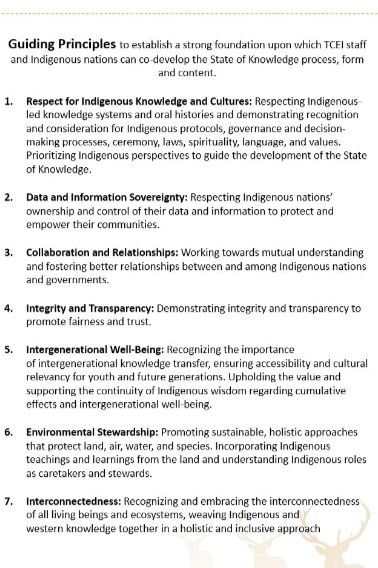 Guiding Principles to establish a strong foundation upon which TCEI staff
and Indigenous nations can co-develop the State of Knowledge process, form
and content.
1. Respect for Indigenous Knowledge and Cultures: Respecting Indigenous-
led knowledge systems and oral histories and demonstrating recognition
and consideration for Indigenous protocols, governance and decision-
making processes, ceremony, laws, spirituality, language, and values.
Prioritizing Indigenous perspectives to guide the development of the State
of Knowledge.
2. Data and Information Sovereignty: Respecting Indigenous nations’
ownership and control of their data and information to protect and
empower their communities.
3. Collaboration and Relationships: Working towards mutual understanding
and fostering better relationships between and among Indigenous nations
and governments.
4. Integrity and Transparency: Demonstrating integrity and transparency to
promote fairness and trust.
5. Intergenerational Well-Being: Recognizing the importance
of intergenerational knowledge transfer, ensuring accessibility and cultural
relevancy for youth and future generations. Upholding the value and
supporting the continuity of Indigenous wisdom regarding cumulative
effects and intergenerational well-being.
6. Environmental Stewardship: Promoting sustainable, holistic approaches
that protect land, air, water, and species. Incorporating Indigenous
teachings and learnings from the land and understanding Indigenous roles
as caretakers and stewards.
7. Interconnectedness: Recognizing and embracing the interconnectedness
of all living beings and ecosystems, weaving Indigenous and
western knowledge together in a holistic and inclusive approach